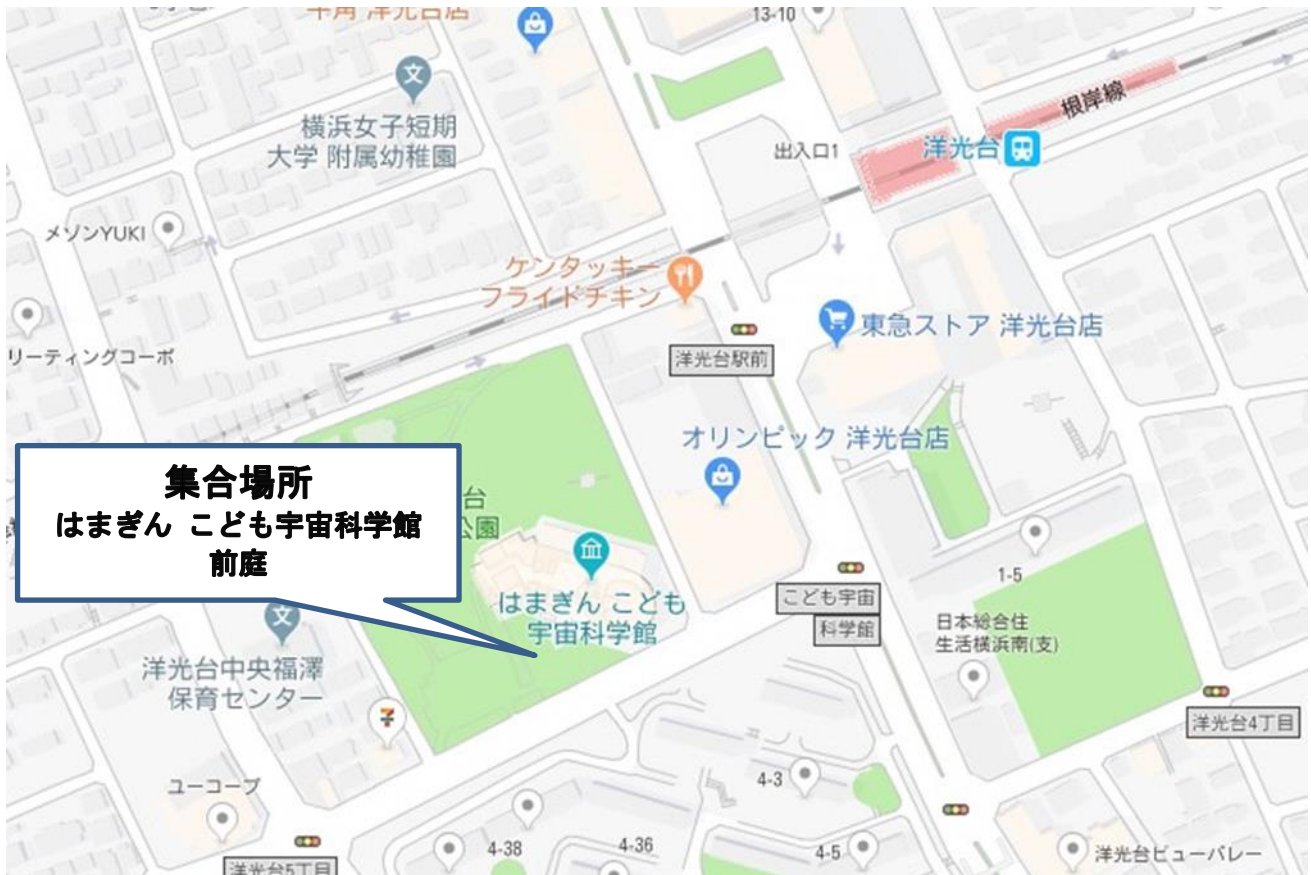 牛角 洋光台店
13-10
横浜女子短期
大学 附属幼稚園
出入口1
洋光台
根岸線
メゾンYUKI
ケンタッキー
フライドチキン
東急ストア 洋光台店
リーティングコーポ
洋光台駅前
オリンピック 洋光台店
集合場所
はまぎん こども宇宙科学館
前庭
台
公園
はまぎん こども
宇宙科学館
こども宇宙
科学館
1-5
日本総合住
生活横浜南(支)
洋光台中央福澤
保育センター
洋光台4丁目
ユーコープ
4-3
4-38
4-36
4-5
洋光台ビューバレー
洋光台5丁目